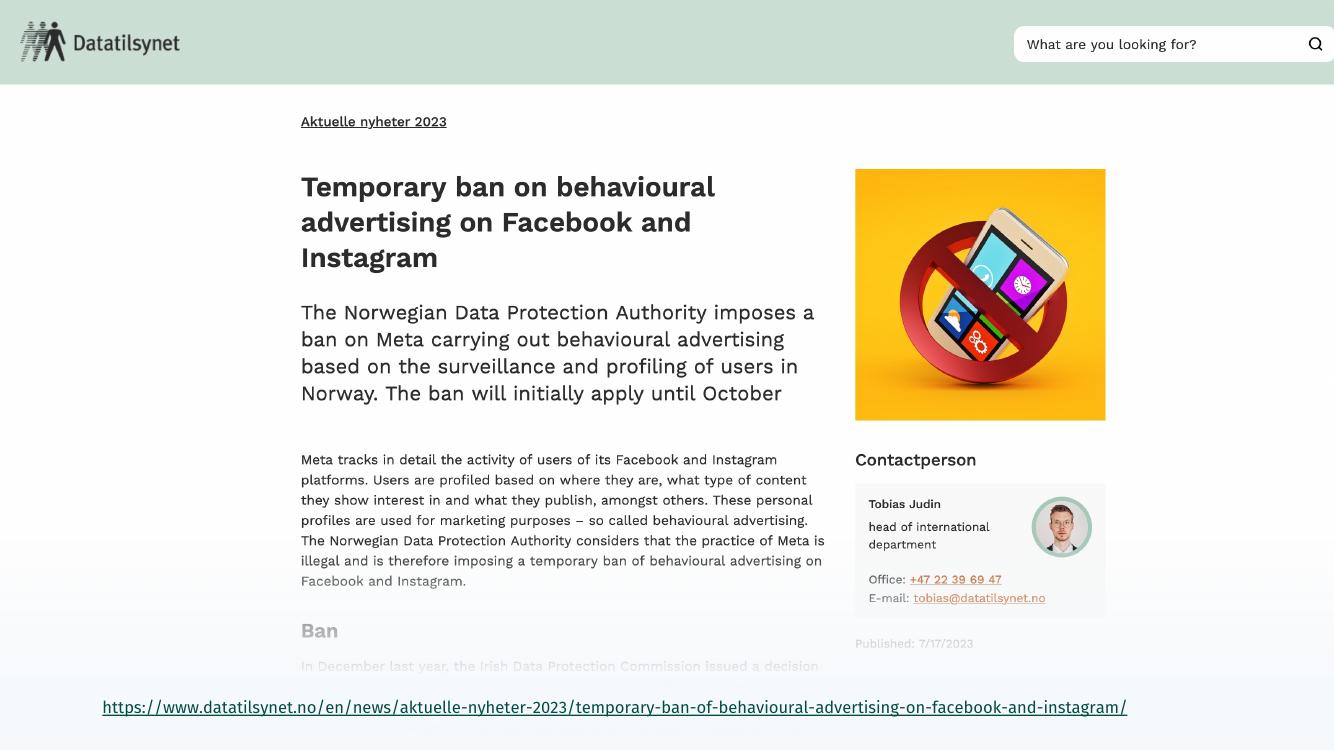 Datatilsynet
What are you looking for?
Aktuelle nyheter 2023
Temporary ban on behavioural
advertising on Facebook and
Instagram
The Norwegian Data Protection Authority imposes a
ban on Meta carrying out behavioural advertising
based on the surveillance and profiling of users in
Norway. The ban will initially apply until October
Meta tracks in detail the activity of users of its Facebook and Instagram
platforms. Users are profiled based on where they are, what type of content
they show interest in and what they publish, amongst others. These personal
profiles are used for marketing purposes – so called behavioural advertising.
The Norwegian Data Protection Authority considers that the practice of Meta is
illegal and is therefore imposing a temporary ban of behavioural advertising on
Facebook and Instagram.
Ban
In December last year, the Irish Data Protection Commission issued a decision
Contactperson
Tobias Judin
head of international
department
Office: +47 22 39 69 47
E-mail: tobias@datatilsynet.no
Published: 7/17/2023
https://www.datatilsynet.no/en/news/aktuelle-nyheter-2023/temporary-ban-of-behavioural-advertising-on-facebook-and-instagram/